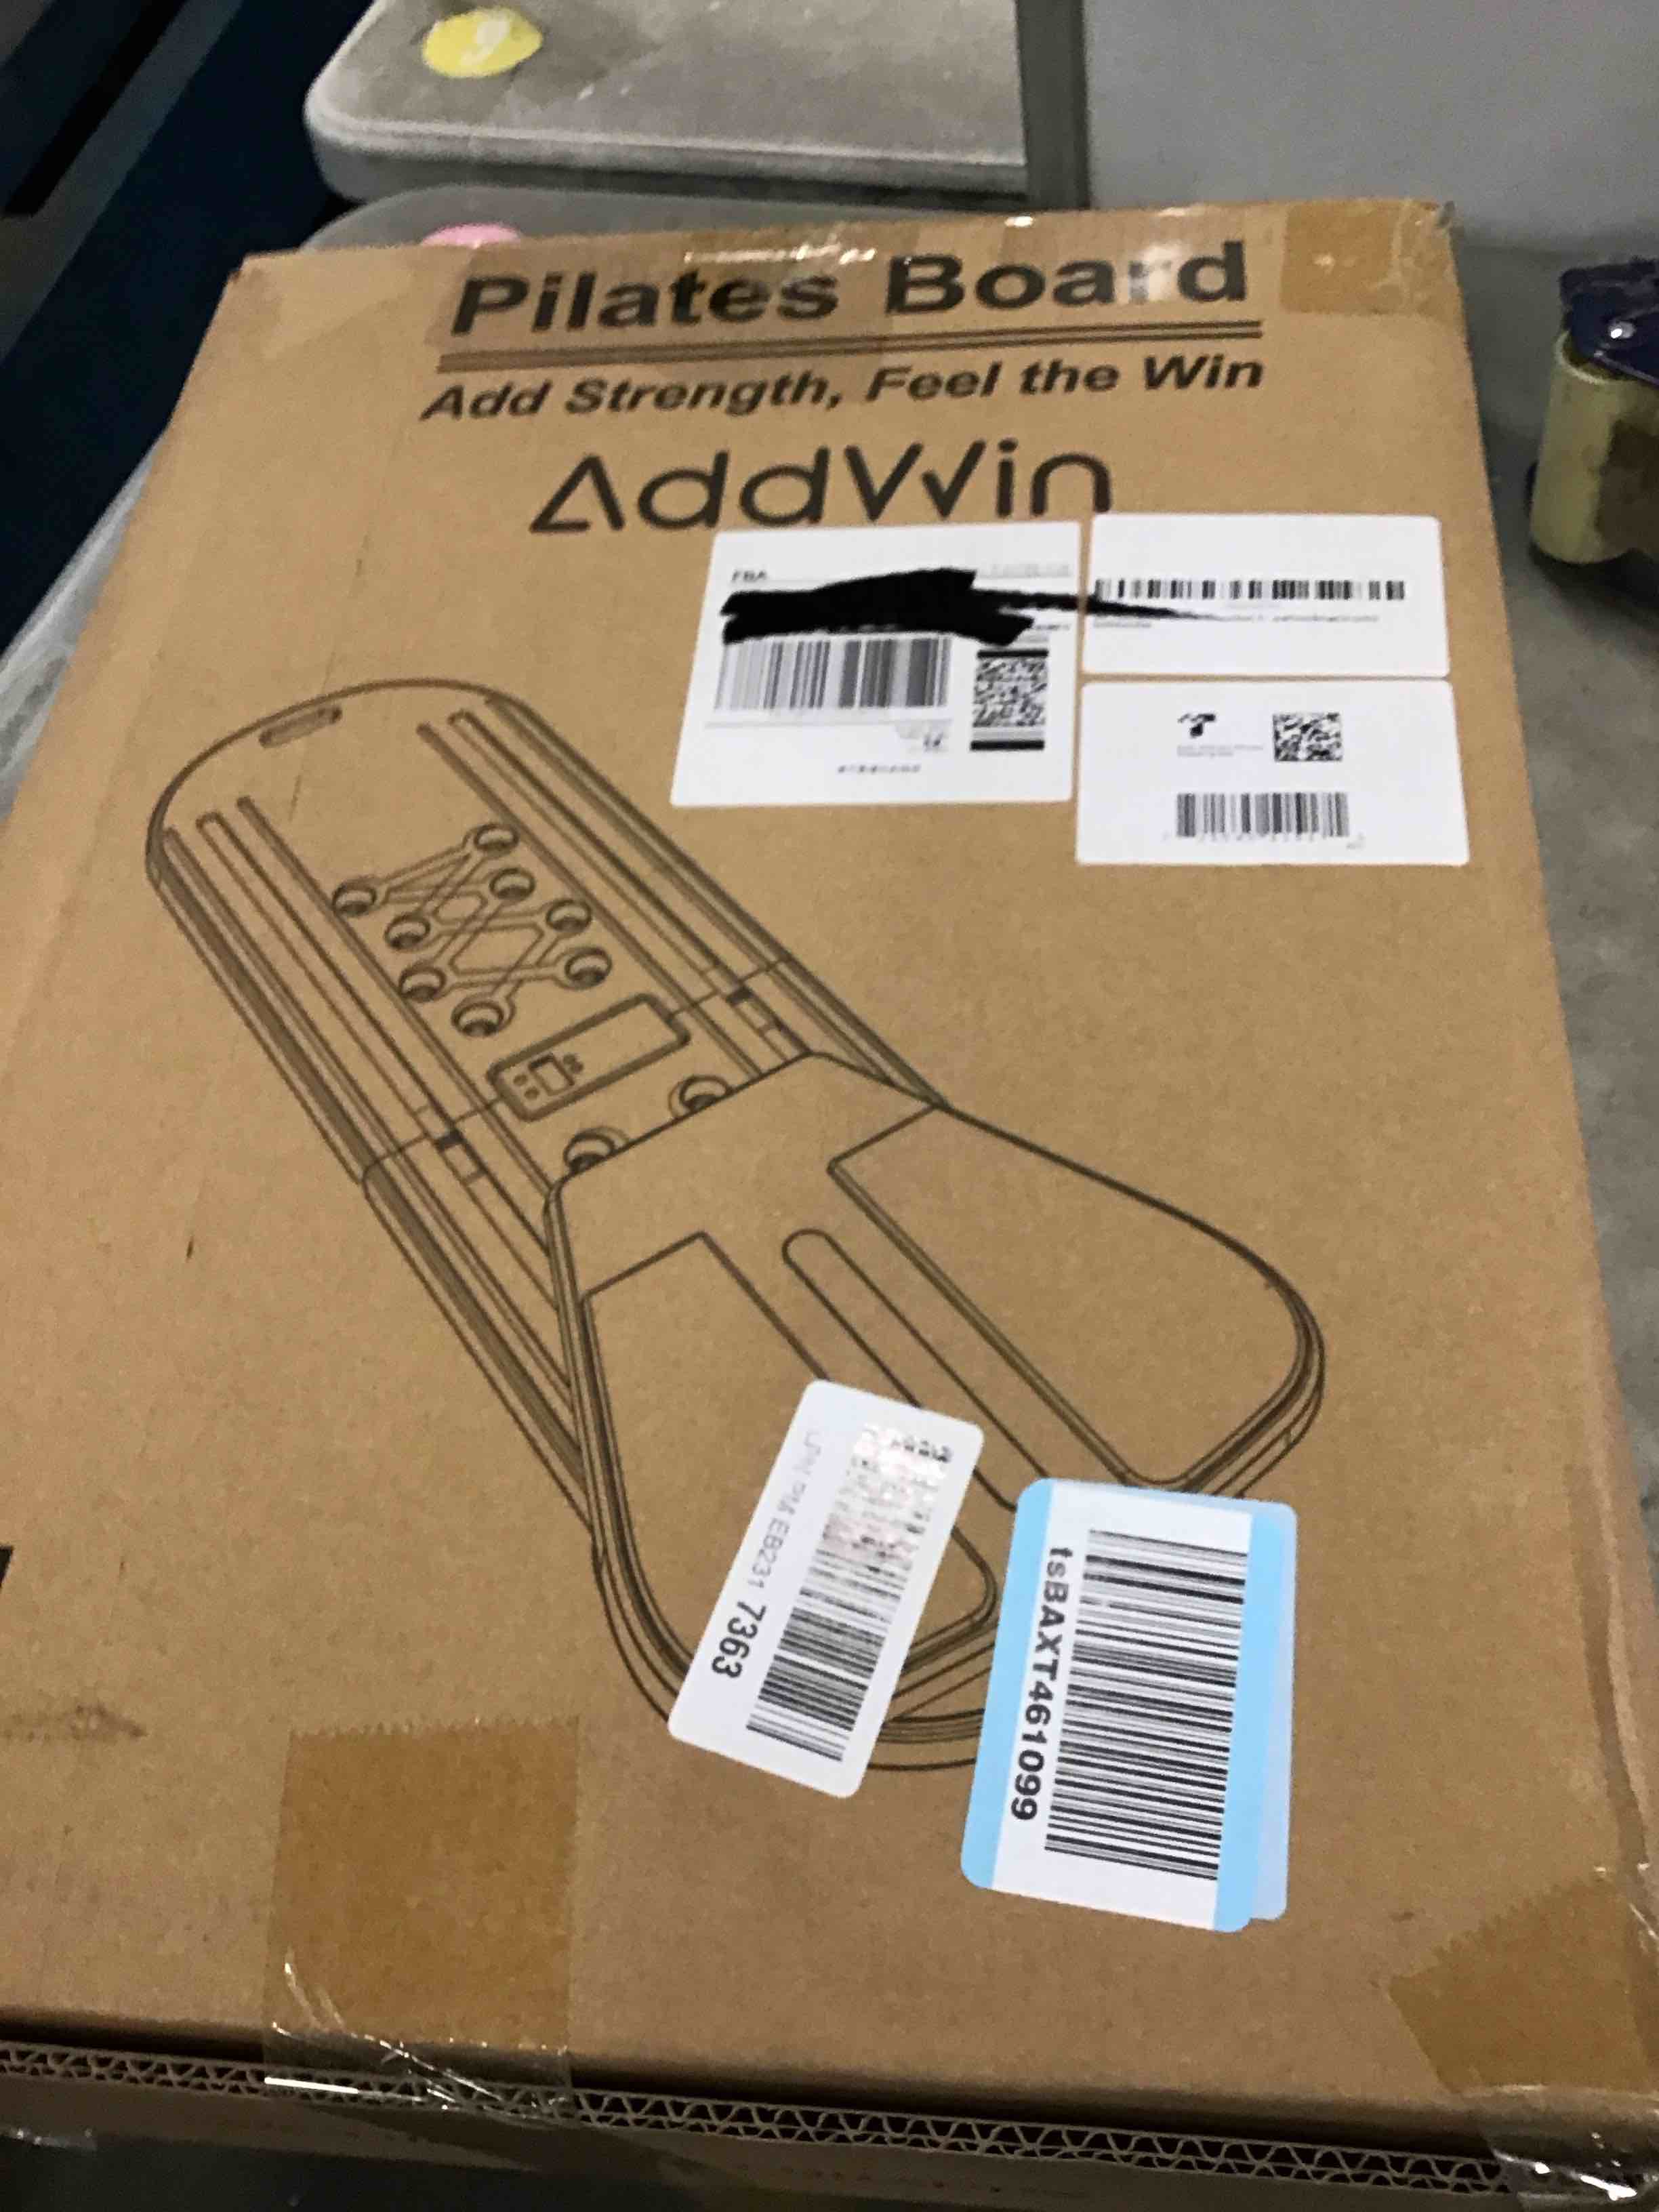 Pilates Board
Add Strength, Feel the Win
AddWin
FBA
EB231 7363
tsBAXT461099